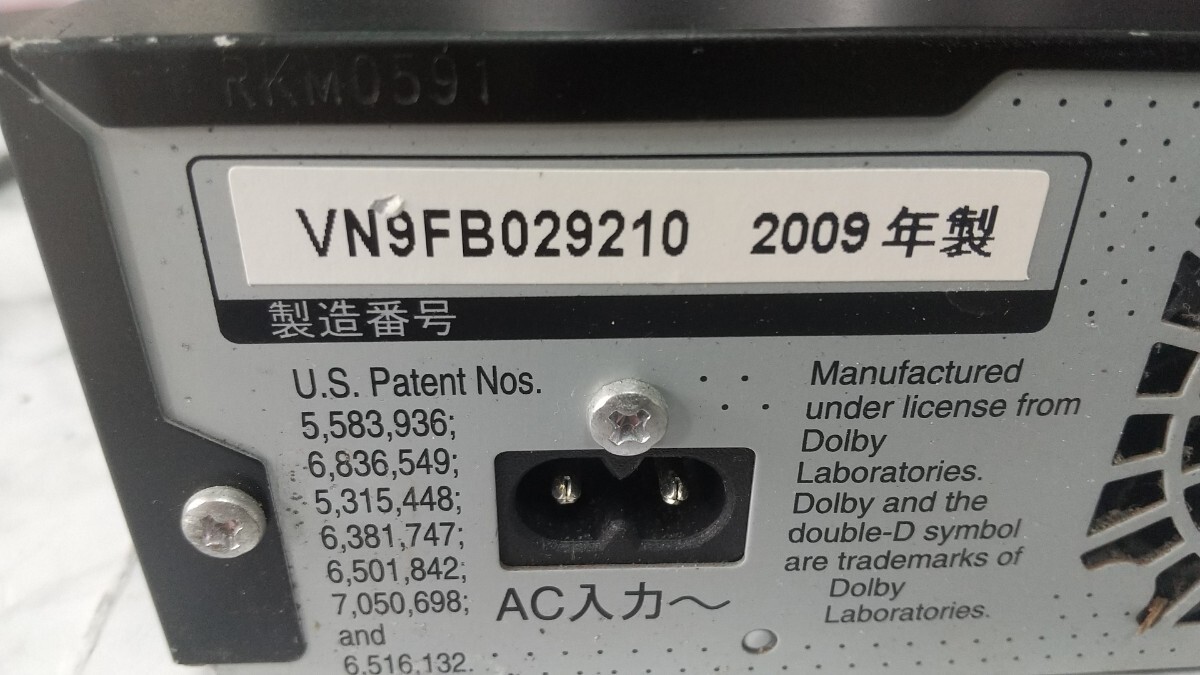 RKM0591
VN9FB029210 2009年製
製造番号
U.S. Patent Nos.
5,583,936;
6,836,549;
5,315,448;
6,381,747;
6,501,842;
7,050,698;
and
6,516,132.
AC入力～
Manufactured
under license from
Dolby
Laboratories.
Dolby and the
double-D symbol
are trademarks of
Dolby
Laboratories.